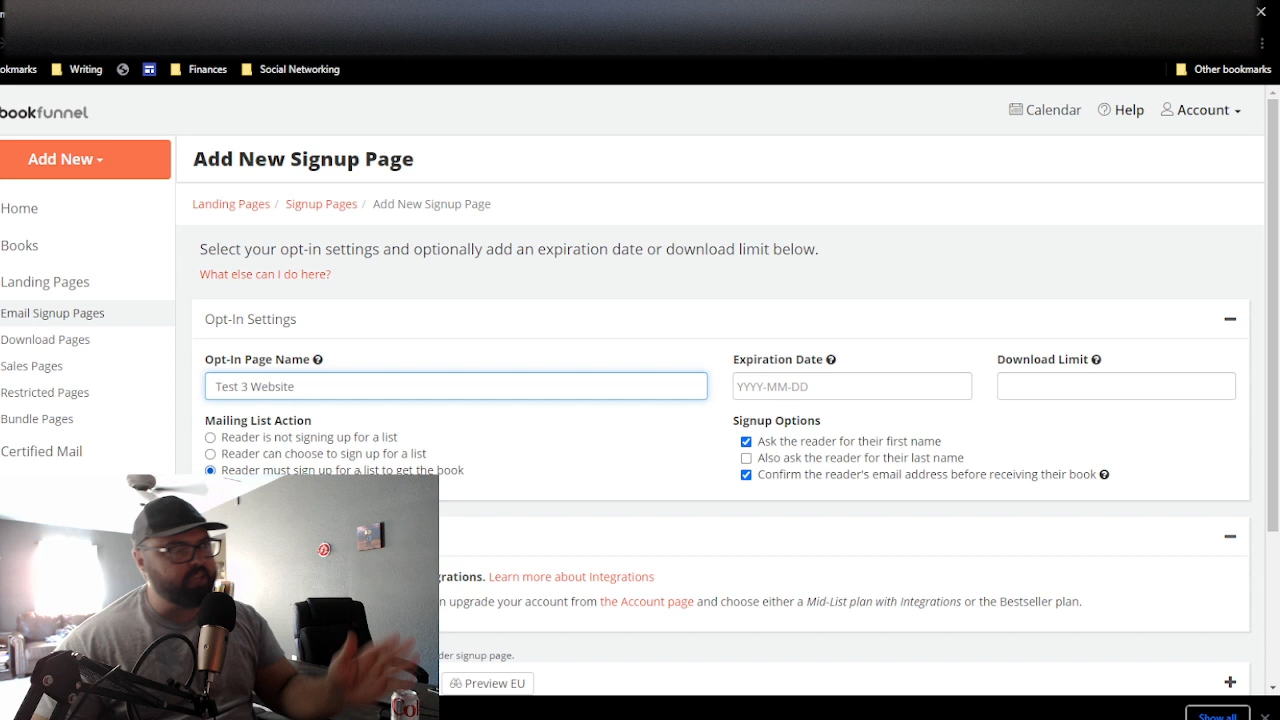 okmarks Writing Finances Social Networking Other bookmarks
bookfunnel Calendar Help Account
Add New Add New Signup Page
Home Landing Pages / Signup Pages / Add New Signup Page
Books Select your opt-in settings and optionally add an expiration date or download limit below.
Landing Pages What else can I do here?
Email Signup Pages Opt-In Settings
Download Pages Opt-In Page Name Expiration Date Download Limit
Sales Pages Test 3 Website YYYY-MM-DD
Restricted Pages
Bundle Pages Mailing List Action Signup Options
Certified Mail Reader is not signing up for a list Ask the reader for their first name
Reader can choose to sign up for a list Also ask the reader for their last name
Reader must sign up for a list to get the book Confirm the reader's email address before receiving their book
grations. Learn more about Integrations
n upgrade your account from the Account page and choose either a Mid-List plan with Integrations or the Bestseller plan.
der signup page.
Preview EU
Show all